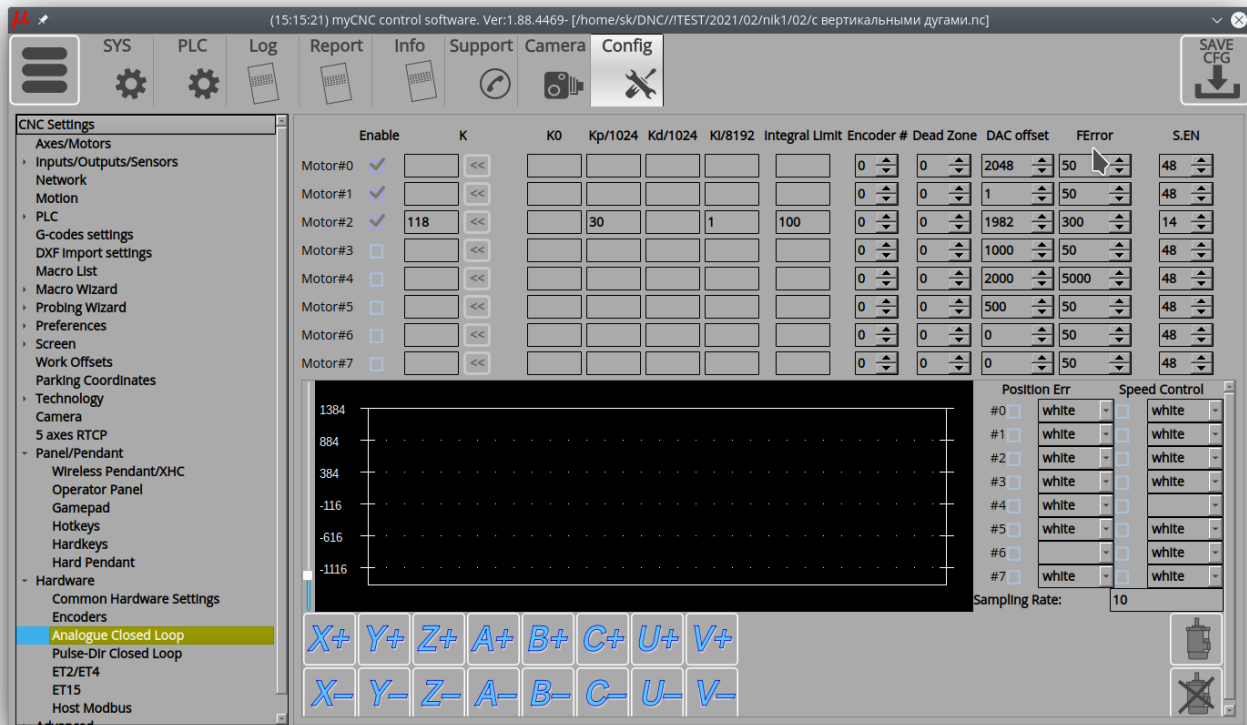 (15:15:21) myCNC control software. Ver:1.88.4469- [/home/sk/DNC//!TEST/2021/02/nik1/02/с вертикальными дугами.nc]
SYS PLC Log Report Info Support Camera Config SAVE CFG
CNC Settings
Axes/Motors
Inputs/Outputs/Sensors
Network
Motion
PLC
G-codes settings
DXF Import settings
Macro List
Macro Wizard
Probing Wizard
Preferences
Screen
Work Offsets
Parking Coordinates
Technology
Camera
5 axes RTCP
Panel/Pendant
Wireless Pendant/XHC
Operator Panel
Gamepad
Hotkeys
Hardkeys
Hard Pendant
Hardware
Common Hardware Settings
Encoders
Analogue Closed Loop
Pulse-Dir Closed Loop
ET2/ET4
ET15
Host Modbus
Advanced
Enable K K0 Kp/1024 Kd/1024 Ki/8192 Integral Limit Encoder # Dead Zone DAC offset FError S.EN
Motor#0 << 0 0 2048 50 48
Motor#1 << 0 0 1 50 48
Motor#2 118 << 30 1 100 0 0 1982 300 14
Motor#3 << 0 0 1000 50 48
Motor#4 << 0 0 2000 5000 48
Motor#5 << 0 0 500 50 48
Motor#6 << 0 0 0 50 48
Motor#7 << 0 0 0 50 48
1384
884
384
-116
-616
-1116
Position Err Speed Control
#0 white white
#1 white white
#2 white white
#3 white white
#4 white
#5 white white
#6 white
#7 white white
Sampling Rate: 10
X+ Y+ Z+ A+ B+ C+ U+ V+
X- Y- Z- A- B- C- U- V-